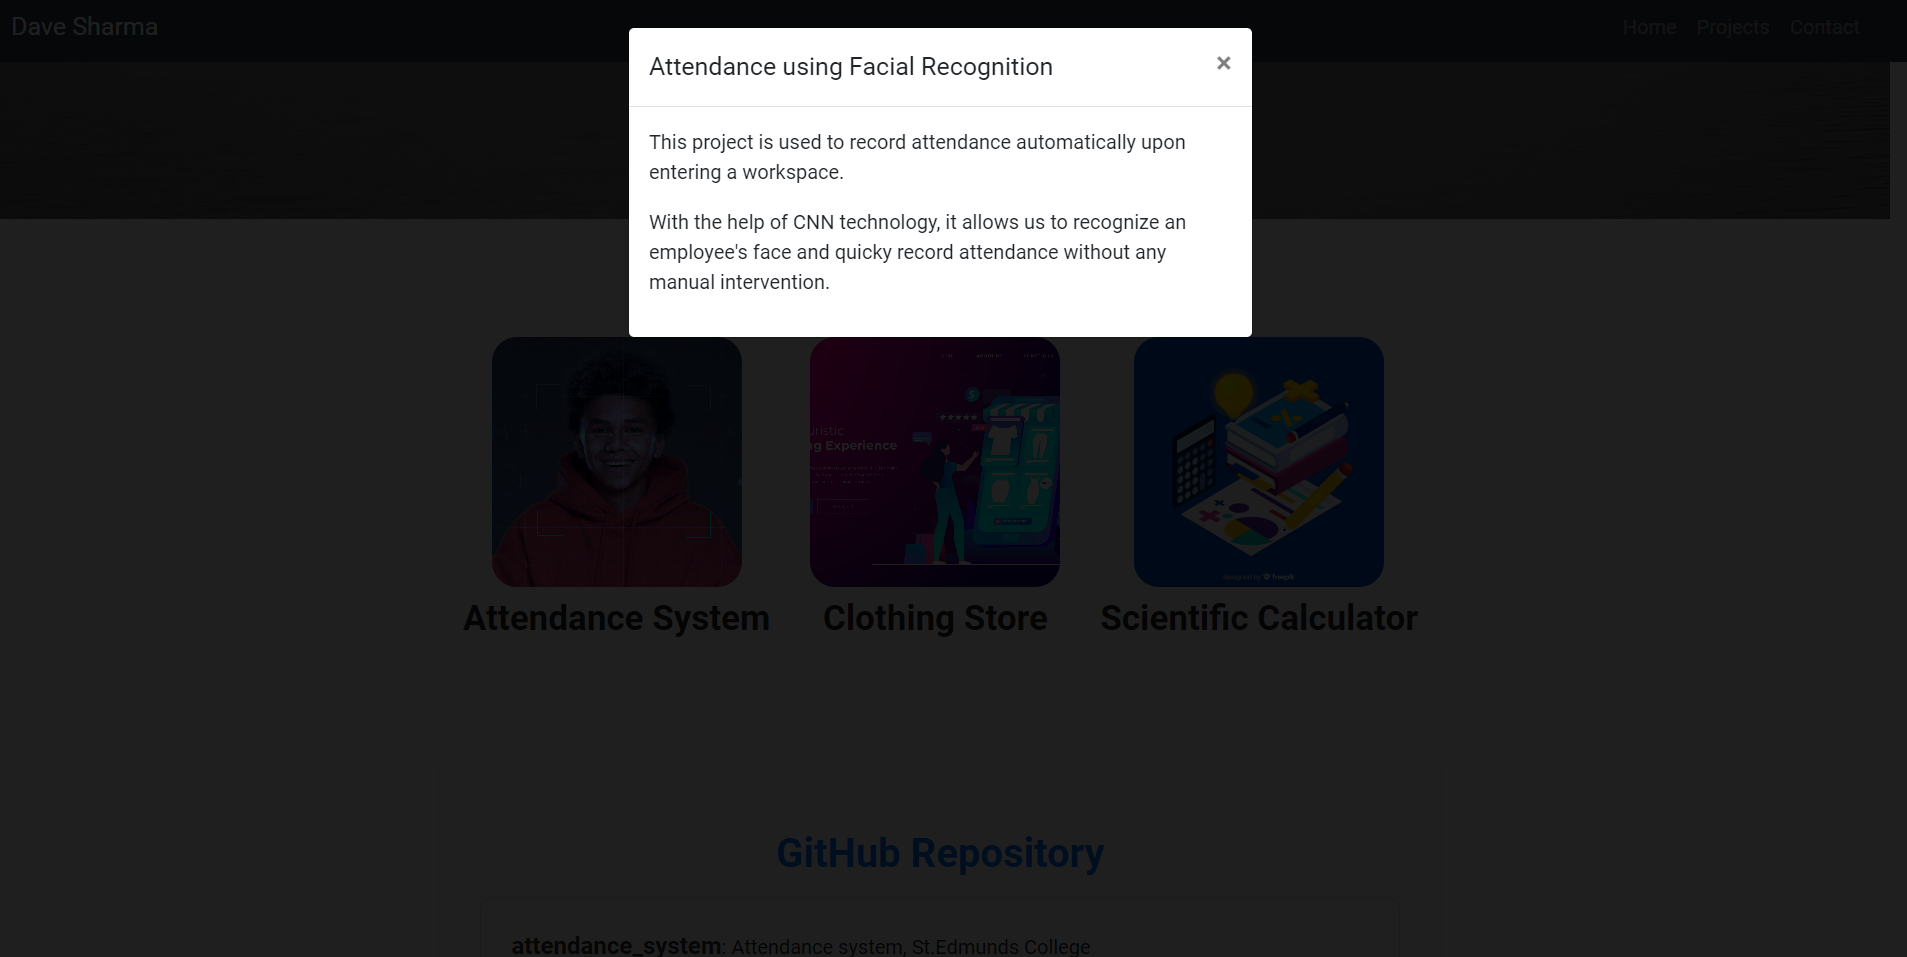 Dave Sharma
Home Projects Contact
Attendance using Facial Recognition
×
This project is used to record attendance automatically upon
entering a workspace.
With the help of CNN technology, it allows us to recognize an
employee's face and quicky record attendance without any
manual intervention.
g Experience
designed by freepik
Attendance System
Clothing Store
Scientific Calculator
GitHub Repository
attendance_system: Attendance system, St.Edmunds College